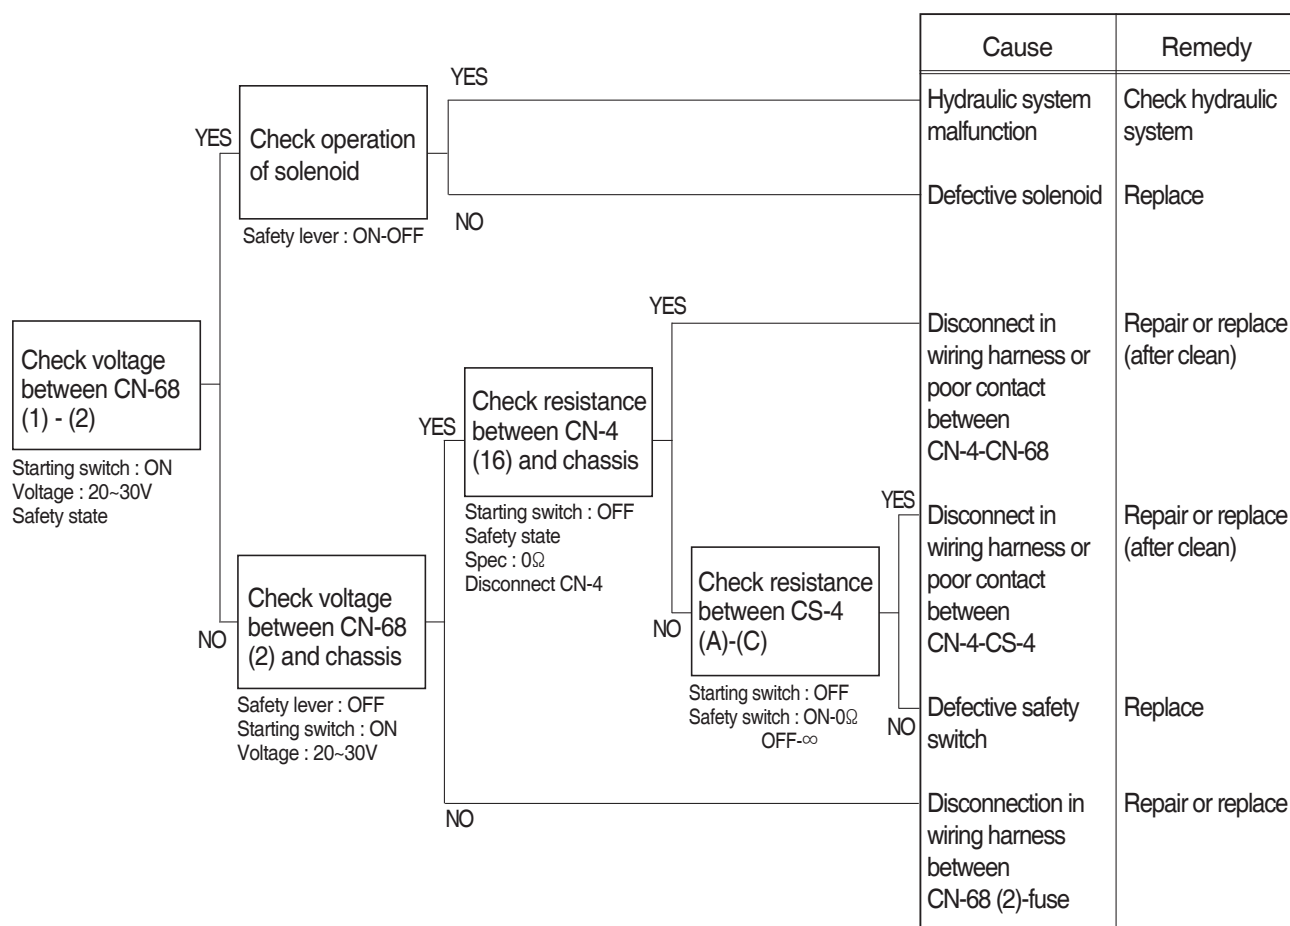 Cause
Remedy
YES
Hydraulic system
malfunction
Check hydraulic
system
YES
Check operation
of solenoid
Safety lever : ON-OFF
NO
Defective solenoid
Replace
Check voltage
between CN-68
(1) - (2)
Starting switch : ON
Voltage : 20~30V
Safety state
YES
Disconnect in
wiring harness or
poor contact
between
CN-4-CN-68
Repair or replace
(after clean)
YES
Check resistance
between CN-4
(16) and chassis
Starting switch : OFF
Safety state
Spec : 0Ω
Disconnect CN-4
YES
Disconnect in
wiring harness or
poor contact
between
CN-4-CS-4
Repair or replace
(after clean)
NO
Check voltage
between CN-68
(2) and chassis
Safety lever : OFF
Starting switch : ON
Voltage : 20~30V
NO
Check resistance
between CS-4
(A)-(C)
Starting switch : OFF
Safety switch : ON-0Ω
OFF-∞
NO
Defective safety
switch
Replace
NO
Disconnection in
wiring harness
between
CN-68 (2)-fuse
Repair or replace